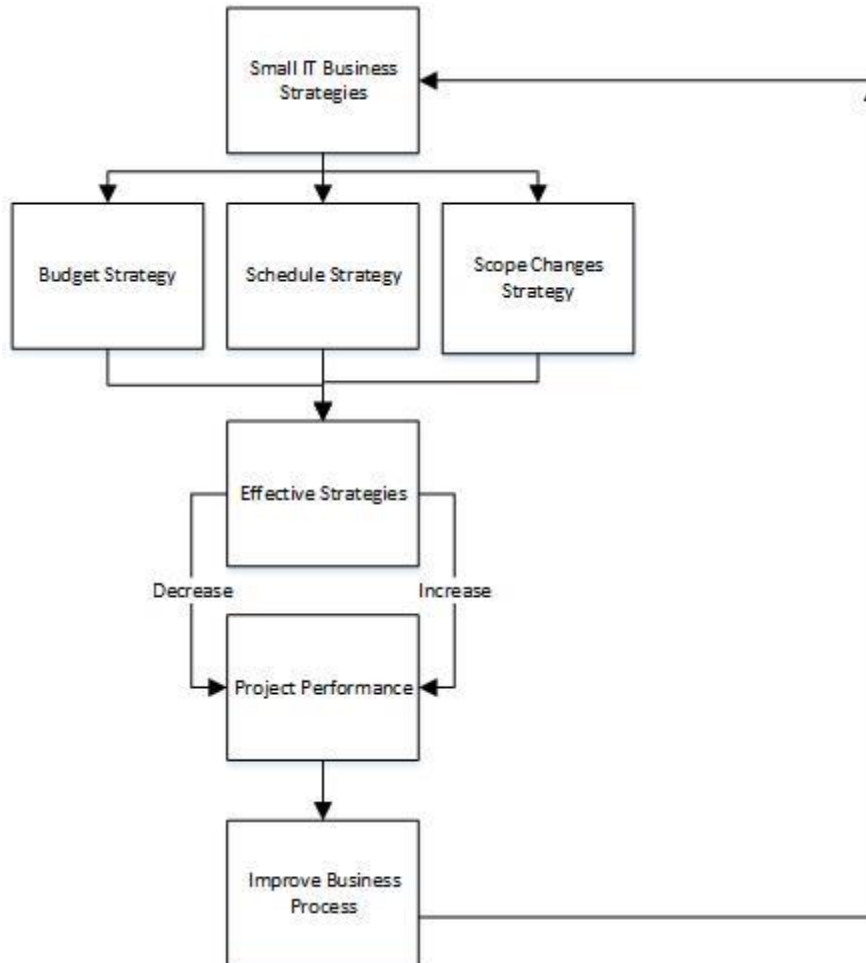 Small IT Business
Strategies
Budget Strategy
Schedule Strategy
Scope Changes
Strategy
Effective Strategies
Decrease
Increase
Project Performance
Improve Business
Process